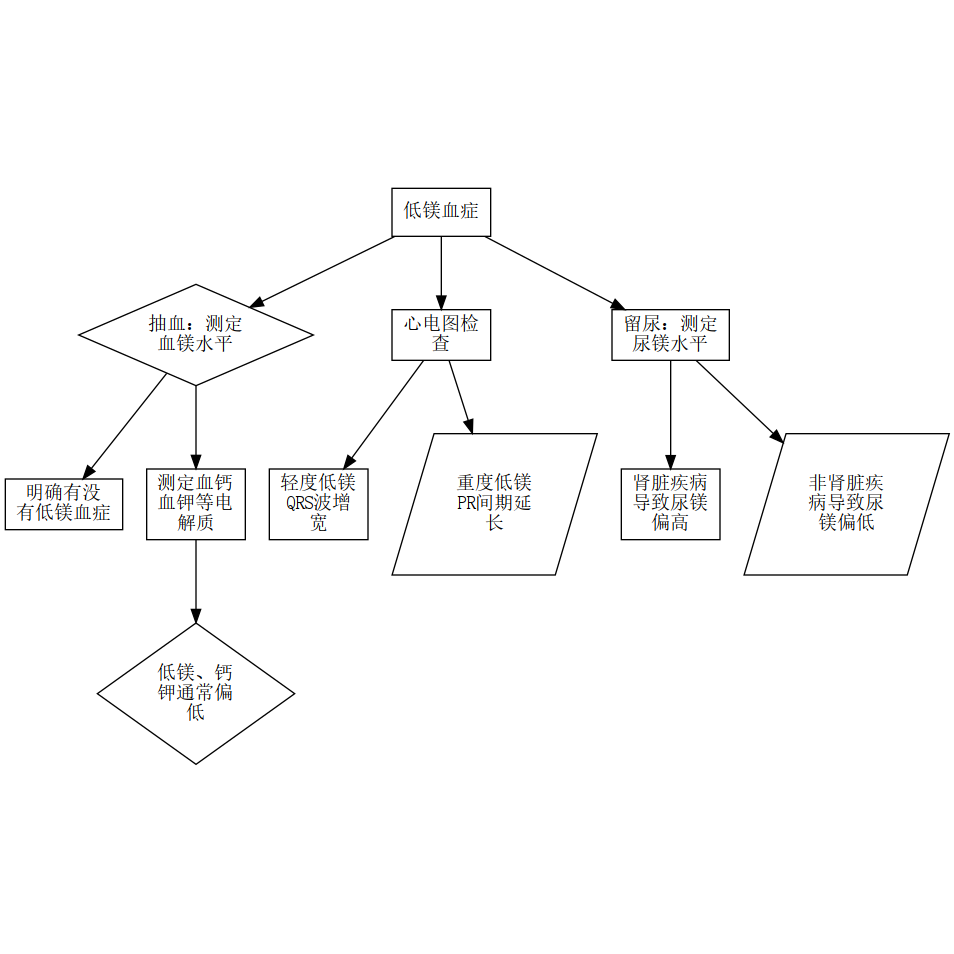 低镁血症
抽血：测定
血镁水平
心电图检
查
留尿：测定
尿镁水平
明确有没
有低镁血症
测定血钙
血钾等电
解质
轻度低镁
QRS波增
宽
重度低镁
PR间期延
长
肾脏疾病
导致尿镁
偏高
非肾脏疾
病导致尿
镁偏低
低镁、钙
钾通常偏
低